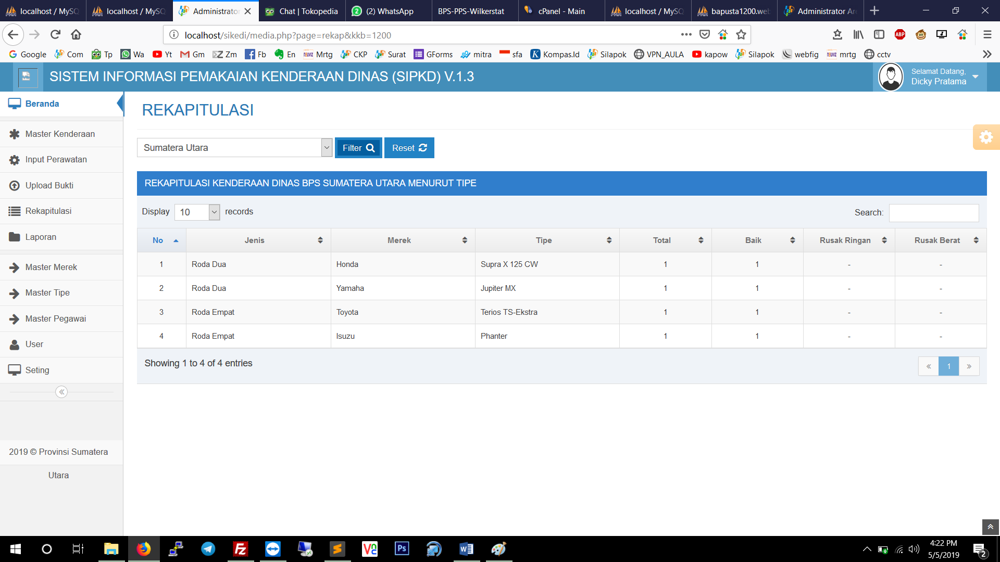 localhost / MySQ
localhost / MySQ
Administrator
Chat | Tokopedia
(2) WhatsApp
BPS-PPS-Wilkerstat
cPanel - Main
localhost / MySQ
bapusta1200.web
Administrator Are
localhost/sikedi/media.php?page=rekap&kkb=1200
ABP
Google Com Tp Wa Yt Gm Zm Fb En Mrtg CKP Surat GForms mitra sfa Kompas.Id Silapok VPN_AULA kapow Silapok webfig mrtg cctv
SISTEM INFORMASI PEMAKAIAN KENDERAAN DINAS (SIPKD) V.1.3
Selamat Datang,
Dicky Pratama
Beranda
Master Kenderaan
Input Perawatan
Upload Bukti
Rekapitulasi
Laporan
Master Merek
Master Tipe
Master Pegawai
User
Seting
2019 © Provinsi Sumatera
Utara
REKAPITULASI
Sumatera Utara Filter Reset
REKAPITULASI KENDERAAN DINAS BPS SUMATERA UTARA MENURUT TIPE
Display 10 records Search:
No Jenis Merek Tipe Total Baik Rusak Ringan Rusak Berat
1 Roda Dua Honda Supra X 125 CW 1 1 - -
2 Roda Dua Yamaha Jupiter MX 1 1 - -
3 Roda Empat Toyota Terios TS-Ekstra 1 1 - -
4 Roda Empat Isuzu Phanter 1 1 - -
Showing 1 to 4 of 4 entries
« 1 »
4:22 PM
5/5/2019
2